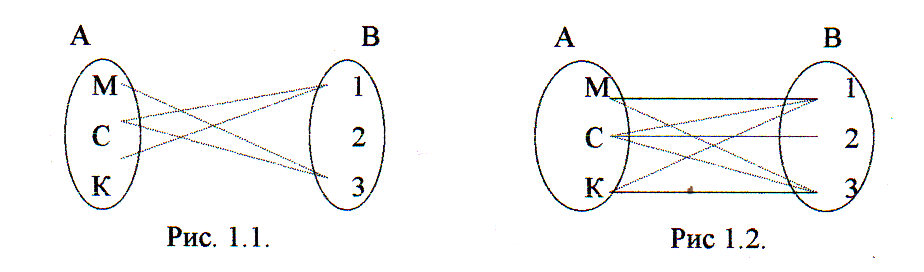 А В
М 1
С 2
К 3
Рис. 1.1.
А В
М 1
С 2
К 3
Рис 1.2.